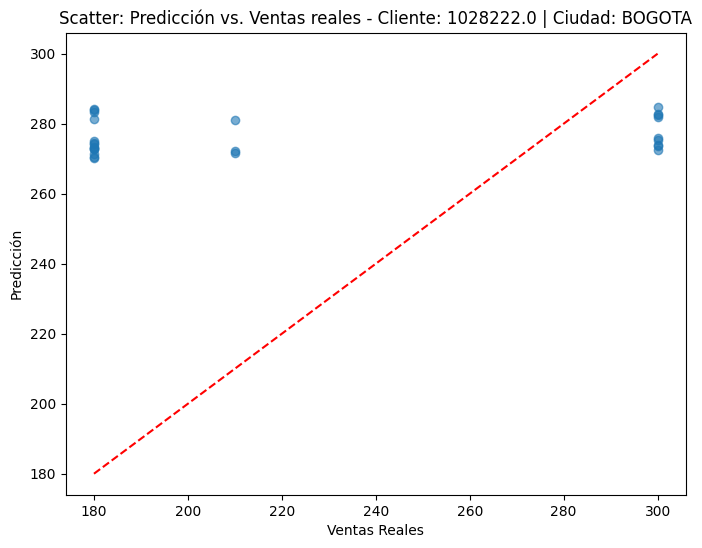 Scatter: Predicción vs. Ventas reales - Cliente: 1028222.0 | Ciudad: BOGOTA
300
280
260
240
220
200
180
Predicción
180 200 220 240 260 280 300
Ventas Reales